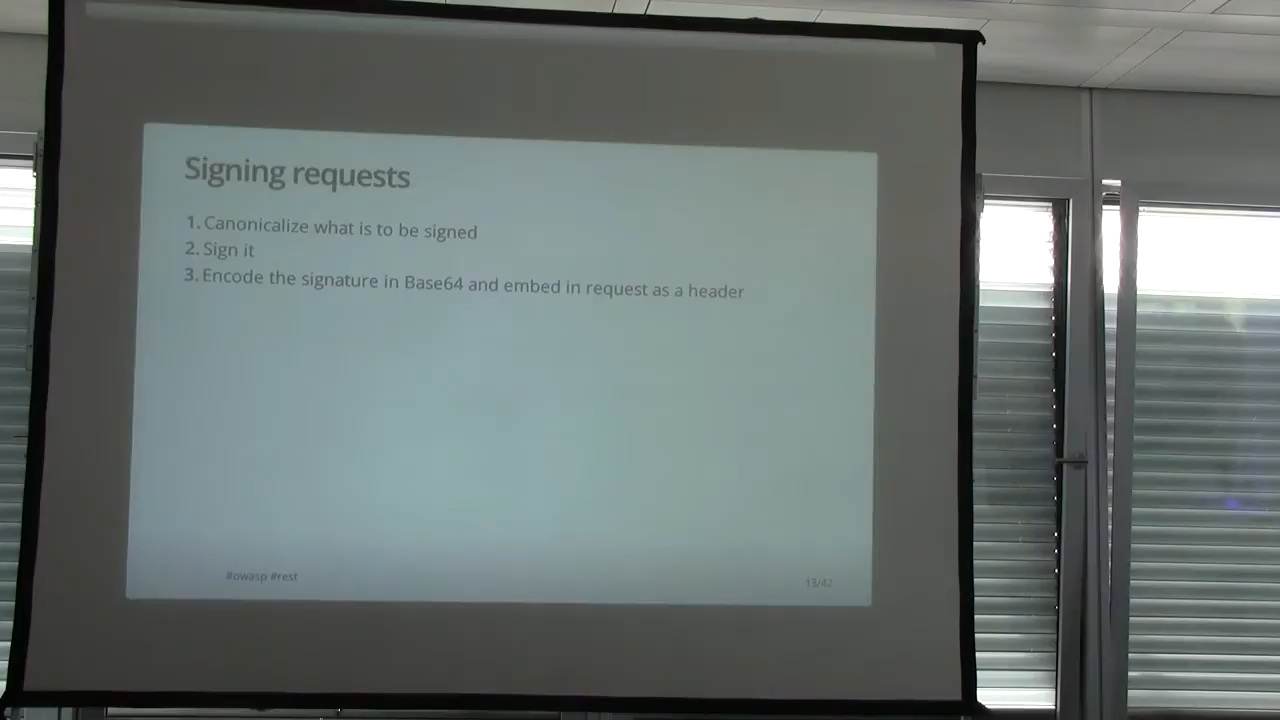 Signing requests
1. Canonicalize what is to be signed
2. Sign it
3. Encode the signature in Base64 and embed in request as a header
#owasp #rest
13/42